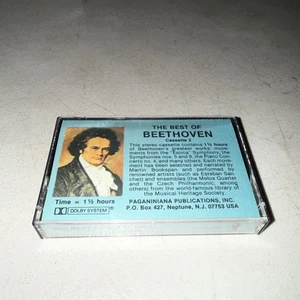 THE BEST OF
BEETHOVEN
Cassette 2
This stereo cassette contains 1½ hours
of Beethoven's greatest works: move-
ments from the "Eroica" Symphony, the
Symphonies nos. 5 and 9, the Piano Con-
certo no. 4, and many others. Each move-
ment has been selected and narrated by
Martin Bookspan and performed by
renowned artists (such as Esteban San-
chez) and ensembles (the Melos Quartet
and the Czech Philharmonic, among
others) from the world-famous library of
the Musical Heritage Society.
Time = 1½ hours
DOLBY SYSTEM
PAGANINIANA PUBLICATIONS, INC.
P.O. Box 427, Neptune, N.J. 07753 USA